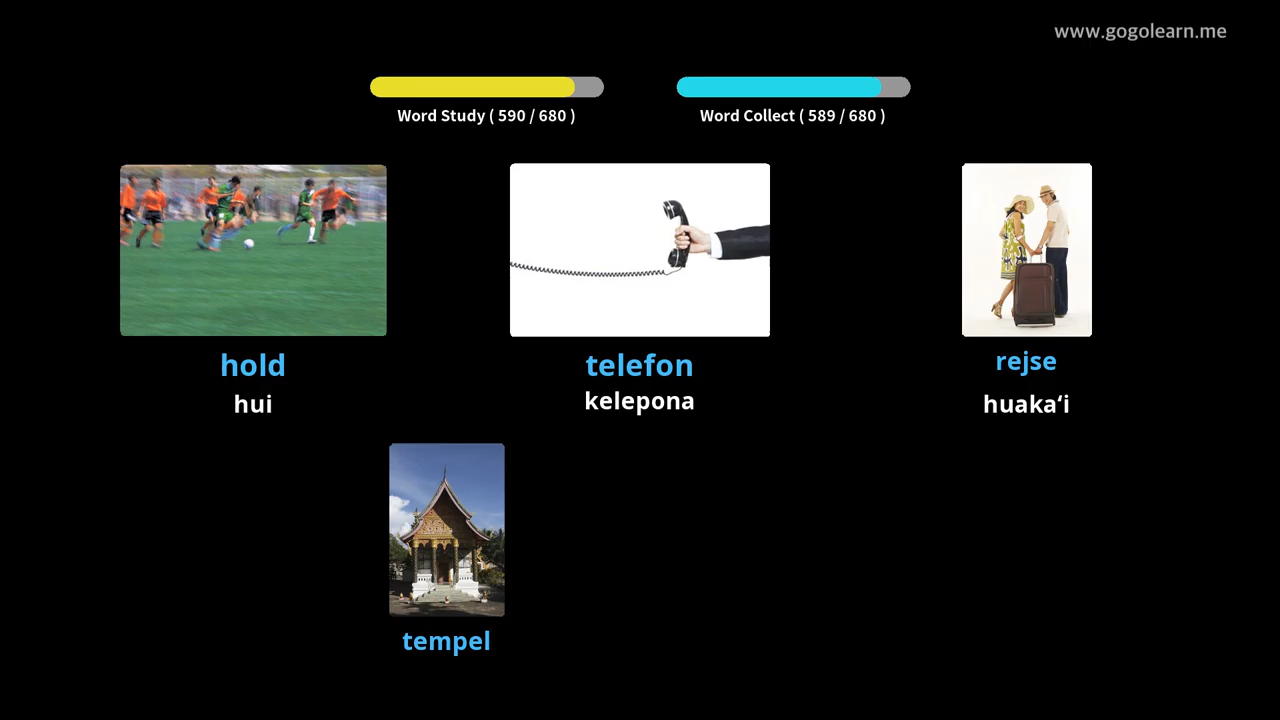 www.gogolearn.me
Word Study ( 590 / 680 )
Word Collect ( 589 / 680 )
hold
telefon
rejse
hui
kelepona
huakaʻi
tempel